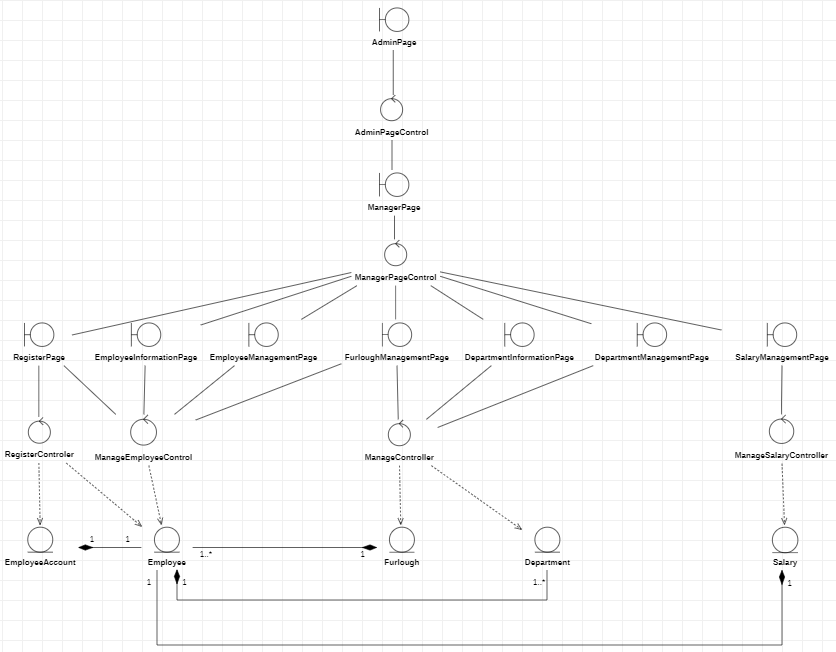 AdminPage
AdminPageControl
ManagerPage
ManagerPageControl
RegisterPage
EmployeeInformationPage
EmployeeManagementPage
FurloughManagementPage
DepartmentInformationPage
DepartmentManagementPage
SalaryManagementPage
RegisterControler
ManageEmployeeControl
ManageController
ManageSalaryController
1
1
1..*
1
EmployeeAccount
Employee
Furlough
Department
Salary
1
1
1..*
1